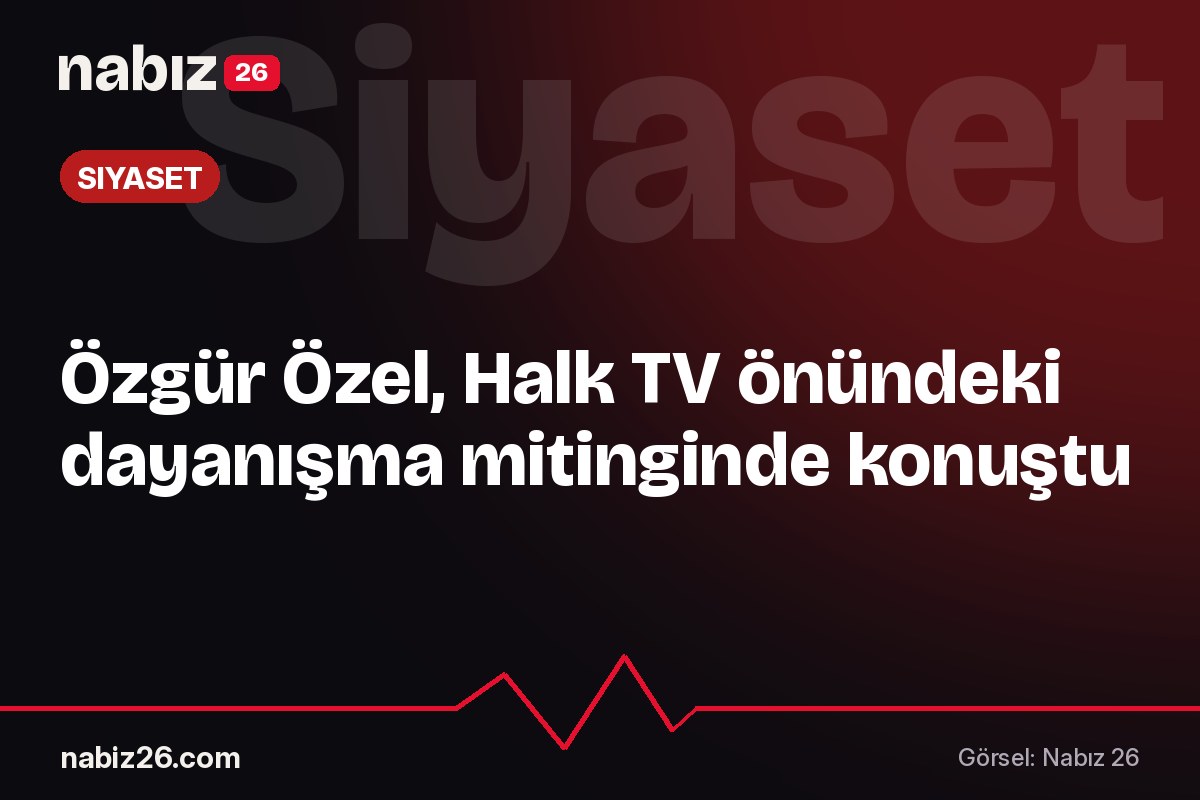 Siyaset
nabız 26
SIYASET
Özgür Özel, Halk TV önündeki
dayanışma mitinginde konuştu
nabiz26.com
Görsel: Nabız 26